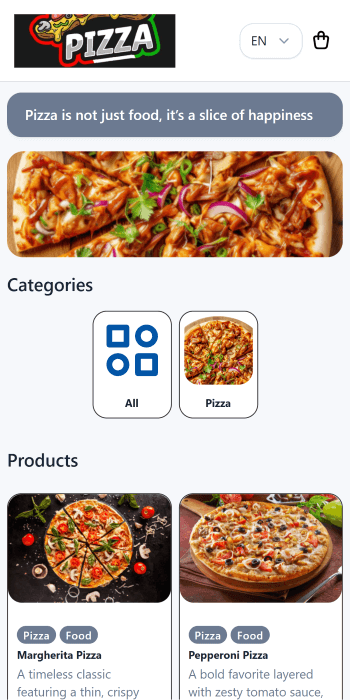 PIZZA
EN
Pizza is not just food, it's a slice of happiness
Categories
All
Pizza
Products
Pizza Food
Margherita Pizza
A timeless classic
featuring a thin, crispy
Pizza Food
Pepperoni Pizza
A bold favorite layered
with zesty tomato sauce,